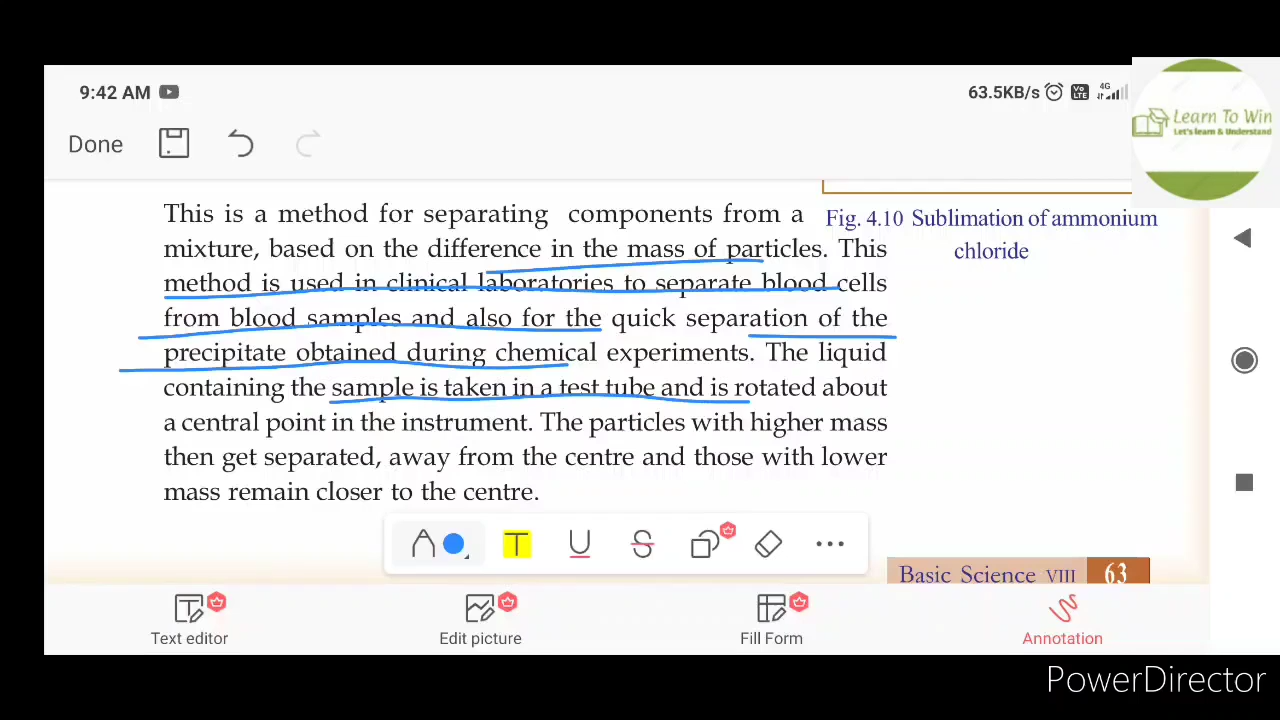 9:42 AM
63.5KB/s
Vo LTE
4G
Learn To Win
Let's learn & Understand
Done
This is a method for separating components from a
mixture, based on the difference in the mass of particles. This
method is used in clinical laboratories to separate blood cells
from blood samples and also for the quick separation of the
precipitate obtained during chemical experiments. The liquid
containing the sample is taken in a test tube and is rotated about
a central point in the instrument. The particles with higher mass
then get separated, away from the centre and those with lower
mass remain closer to the centre.
Fig. 4.10 Sublimation of ammonium
chloride
T
U
S
Basic Science VIII 63
Text editor
Edit picture
Fill Form
Annotation
PowerDirector